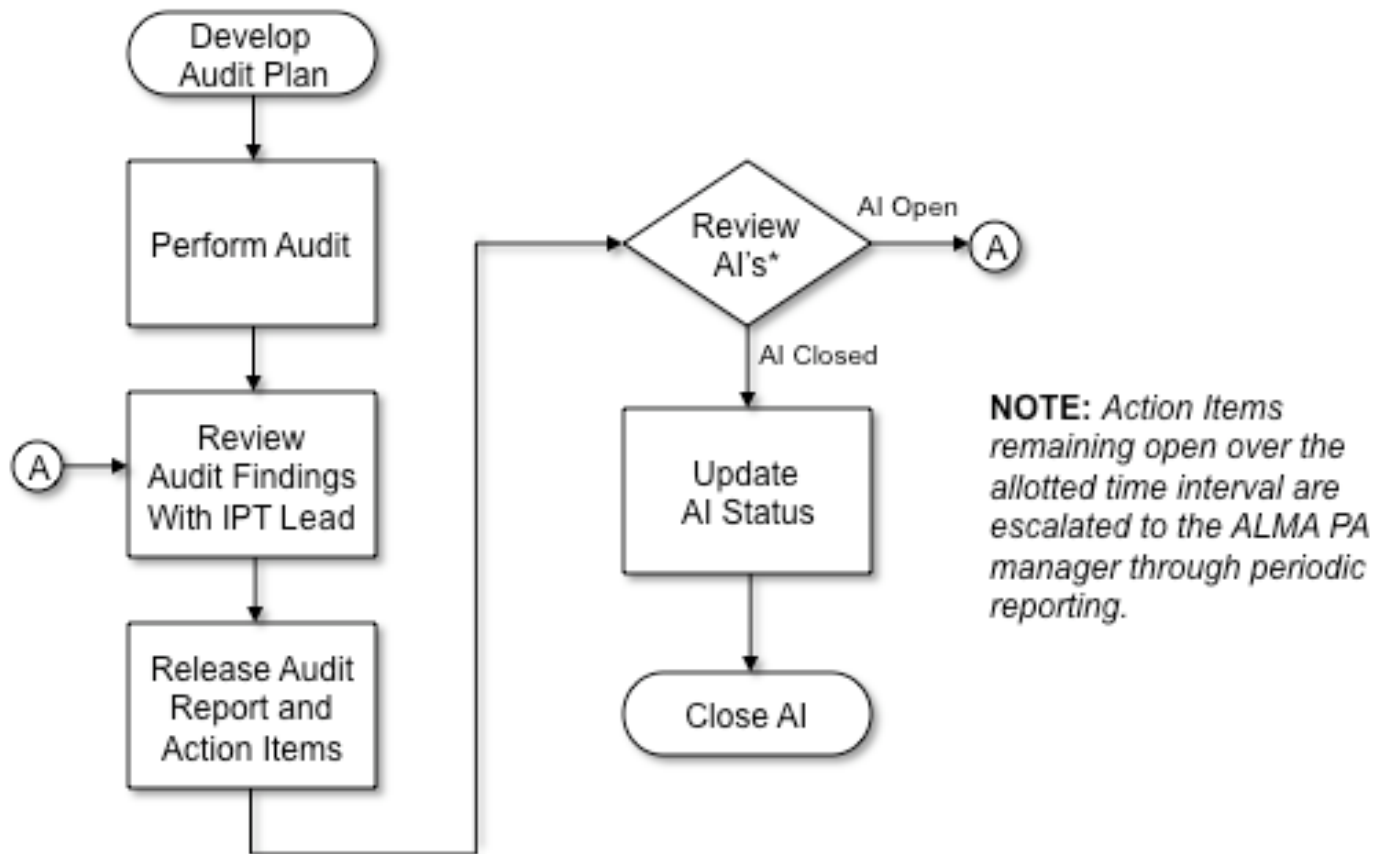 Develop
Audit Plan
Perform Audit
A
Review
Audit Findings
With IPT Lead
Release Audit
Report and
Action Items
Review
AI's*
AI Open
A
AI Closed
Update
AI Status
Close AI
NOTE: Action Items
remaining open over the
allotted time interval are
escalated to the ALMA PA
manager through periodic
reporting.